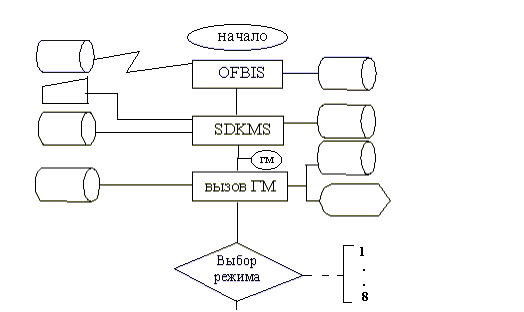 начало
OFBIS
SDKMS
гм
вызов ГМ
Выбор
режима
1
.
.
8